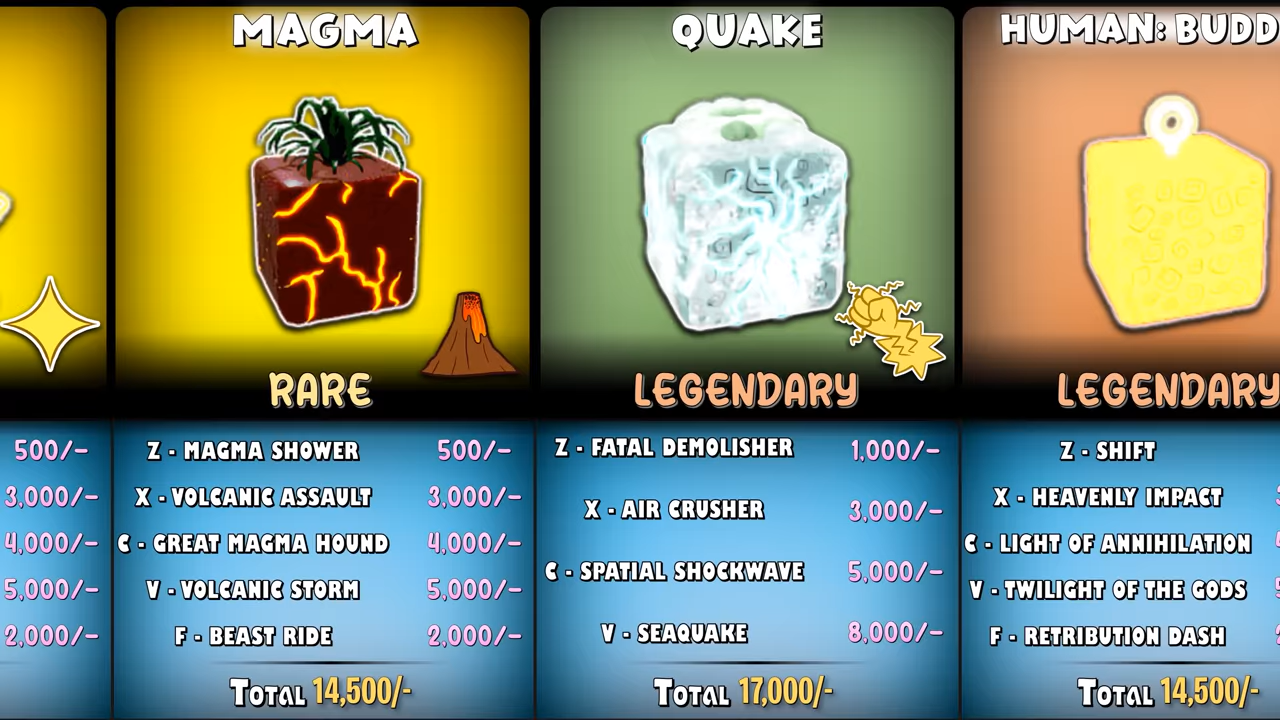 500/-
3,000/-
4,000/-
5,000/-
2,000/-
MAGMA
RARE
Z - MAGMA SHOWER 500/-
X - VOLCANIC ASSAULT 3,000/-
C - GREAT MAGMA HOUND 4,000/-
V - VOLCANIC STORM 5,000/-
F - BEAST RIDE 2,000/-
TOTAL 14,500/-
QUAKE
LEGENDARY
Z - FATAL DEMOLISHER 1,000/-
X - AIR CRUSHER 3,000/-
C - SPATIAL SHOCKWAVE 5,000/-
V - SEAQUAKE 8,000/-
TOTAL 17,000/-
HUMAN: BUDD
LEGENDARY
Z - SHIFT
X - HEAVENLY IMPACT
C - LIGHT OF ANNIHILATION
V - TWILIGHT OF THE GODS
F - RETRIBUTION DASH
TOTAL 14,500/-